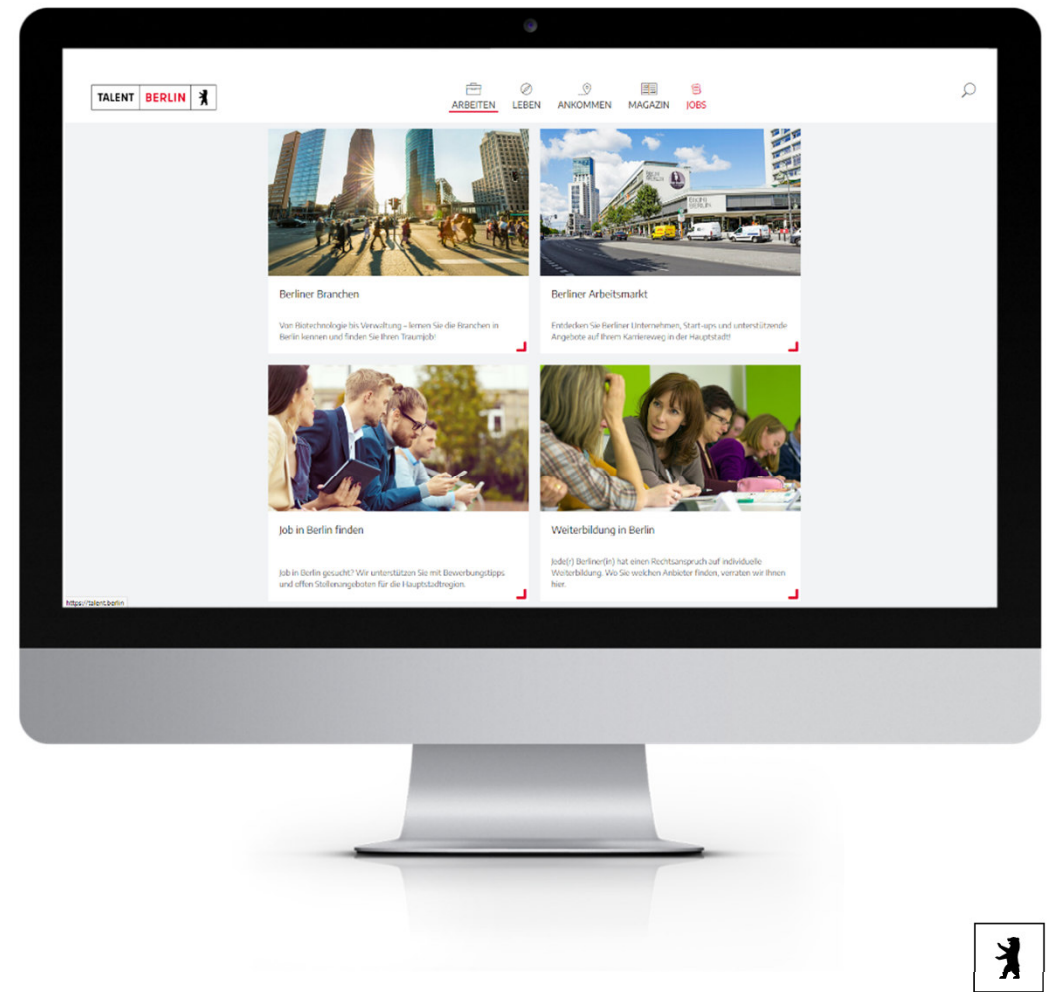 TALENT BERLIN
ARBEITEN LEBEN ANKOMMEN MAGAZIN JOBS
BIKINI BERLIN
Berliner Branchen
Von Biotechnologie bis Verwaltung – lernen Sie die Branchen in
Berlin kennen und finden Sie Ihren Traumjob!
Berliner Arbeitsmarkt
Entdecken Sie Berliner Unternehmen, Start-ups und unterstützende
Angebote auf Ihrem Karriereweg in der Hauptstadt!
Job in Berlin finden
Job in Berlin gesucht? Wir unterstützen Sie mit Bewerbungstipps
und offen Stellenangeboten für die Hauptstadtregion.
Weiterbildung in Berlin
Jede(r) Berliner(in) hat einen Rechtsanspruch auf individuelle
Weiterbildung. Wo Sie welchen Anbieter finden, verraten wir Ihnen
hier.
https://talent.berlin